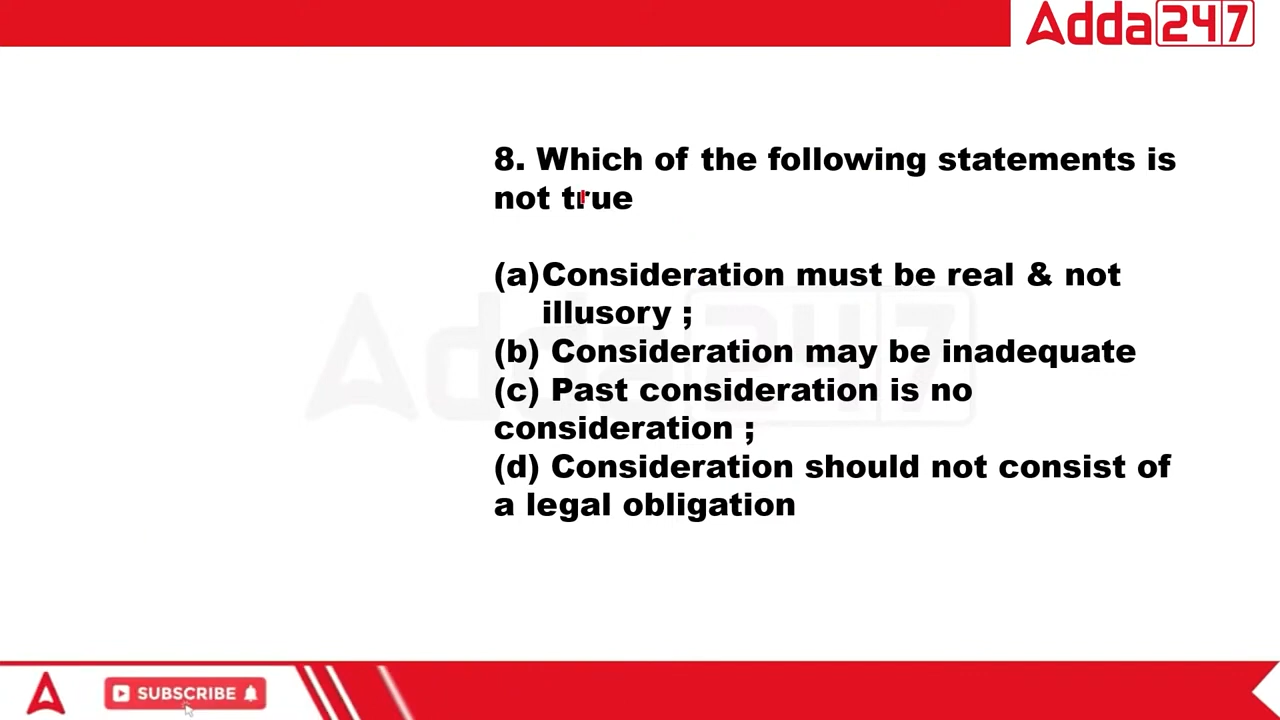 Adda247
8. Which of the following statements is
not true
(a)Consideration must be real & not
illusory ;
(b) Consideration may be inadequate
(c) Past consideration is no
consideration ;
(d) Consideration should not consist of
a legal obligation
Adda247
SUBSCRIBE